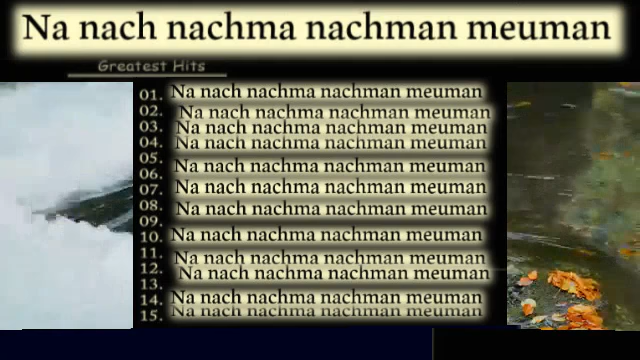 Na nach nachma nachman meuman
Greatest Hits
01. Na nach nachma nachman meuman
02. Na nach nachma nachman meuman
03. Na nach nachma nachman meuman
04. Na nach nachma nachman meuman
05.
06. Na nach nachma nachman meuman
07. Na nach nachma nachman meuman
08. Na nach nachma nachman meuman
09.
10. Na nach nachma nachman meuman
11. Na nach nachma nachman meuman
12. Na nach nachma nachman meuman
13.
14. Na nach nachma nachman meuman
15. Na nach nachma nachman meuman